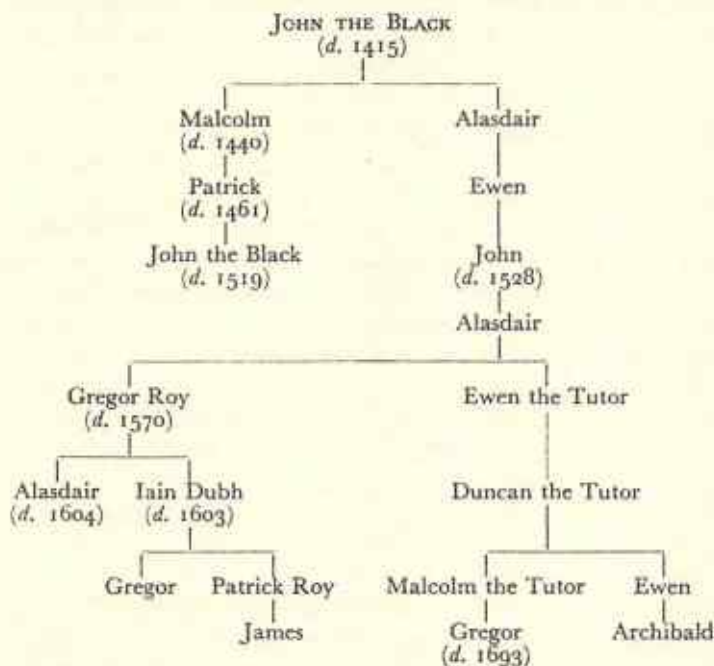 JOHN THE BLACK
(d. 1415)
Malcolm Alasdair
(d. 1440)
Patrick Ewen
(d. 1461)
John the Black John
(d. 1519) (d. 1528)
Alasdair
Gregor Roy Ewen the Tutor
(d. 1570)
Alasdair Iain Dubh Duncan the Tutor
(d. 1604) (d. 1603)
Gregor Patrick Roy Malcolm the Tutor Ewen
James Gregor Archibald
(d. 1693)